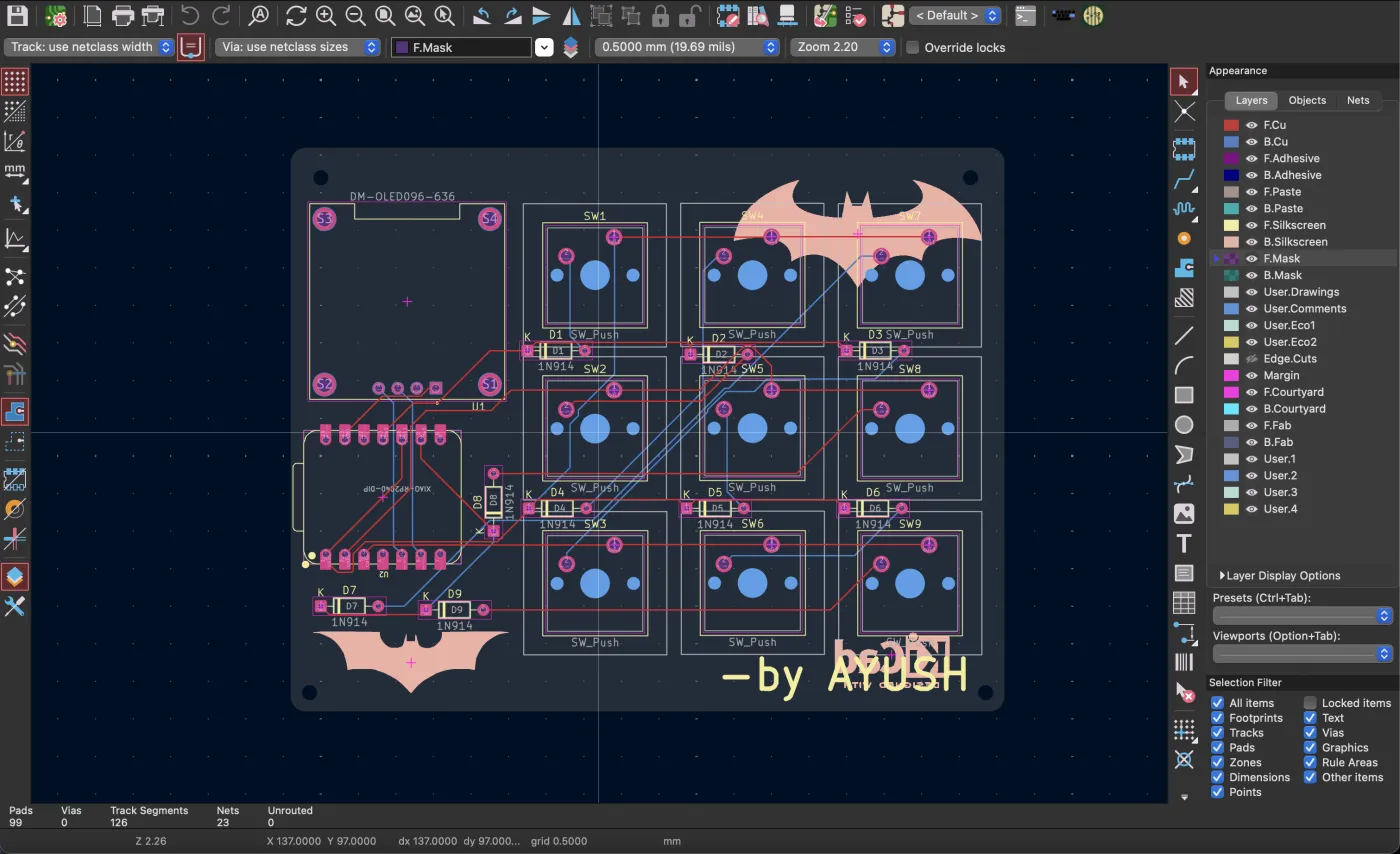 < Default >
Track: use netclass width
Via: use netclass sizes
F.Mask
0.5000 mm (19.69 mils)
Zoom 2.20
Override locks
mm
Appearance
Layers
Objects
Nets
F.Cu
B.Cu
F.Adhesive
B.Adhesive
F.Paste
B.Paste
F.Silkscreen
B.Silkscreen
F.Mask
B.Mask
User.Drawings
User.Comments
User.Eco1
User.Eco2
Edge.Cuts
Margin
F.Courtyard
B.Courtyard
F.Fab
B.Fab
User.1
User.2
User.3
User.4
Layer Display Options
Presets (Ctrl+Tab):
Viewports (Option+Tab):
Selection Filter
All items
Locked items
Footprints
Text
Tracks
Vias
Pads
Graphics
Zones
Rule Areas
Dimensions
Other items
Points
DM-OLED096-636
S3
S4
S2
S1
U1
SW1
SW4
SW7
SW_Push
SW_Push
SW_Push
K
D1
D1
1N914
K
D2
D2
1N914
K
D3
D3
1N914
SW2
SW5
SW8
SW_Push
SW_Push
SW_Push
XIAO-RP2040-DIP
U2
D8
D8
1N914
K
K
D4
D4
1N914
K
D5
D5
1N914
K
D6
D6
1N914
SW3
SW6
SW9
SW_Push
SW_Push
SW_Push
K
D7
D7
1N914
K
D9
D9
1N914
—by AYUSH
Pads
99
Vias
0
Track Segments
126
Nets
23
Unrouted
0
Z 2.26
X 137.0000 Y 97.0000
dx 137.0000 dy 97.000...
grid 0.5000
mm